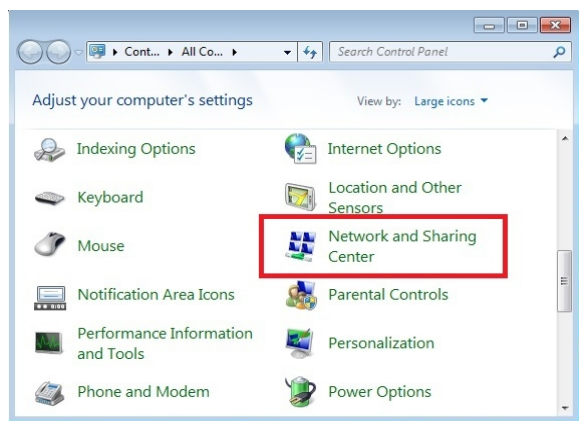 Cont... All Co... Search Control Panel
Adjust your computer's settings View by: Large icons
Indexing Options Internet Options
Keyboard Location and Other
Sensors
Mouse Network and Sharing
Center
Notification Area Icons Parental Controls
Performance Information
and Tools Personalization
Phone and Modem Power Options